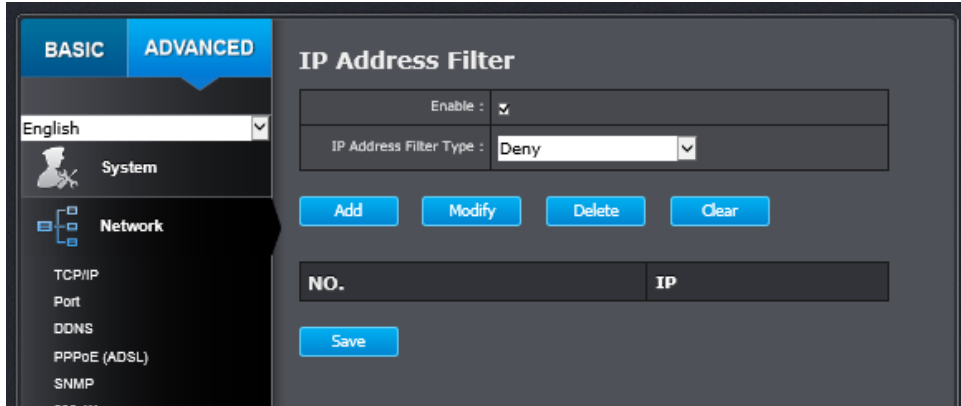 BASIC ADVANCED
English
System
Network
TCP/IP
Port
DDNS
PPPoE (ADSL)
SNMP
IP Address Filter
Enable :
IP Address Filter Type : Deny
Add Modify Delete Clear
NO. IP
Save